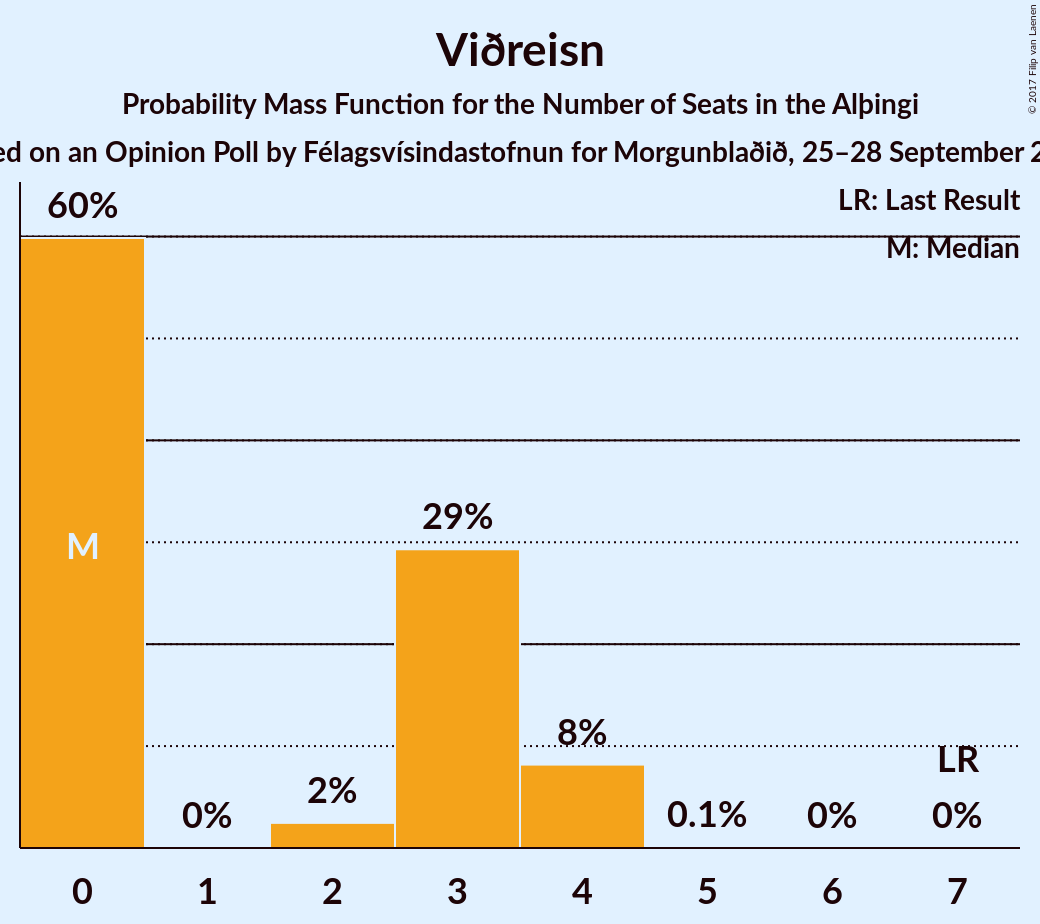 Viðreisn
Probability Mass Function for the Number of Seats in the Alþingi
on an Opinion Poll by Félagsvísindastofnun for Morgunblaðið, 25–28 September
LR: Last Result
M: Median
60%
M
0%
2%
29%
8%
0.1%
0%
LR
0%
0 1 2 3 4 5 6 7
© 2017 Filip van Laenen